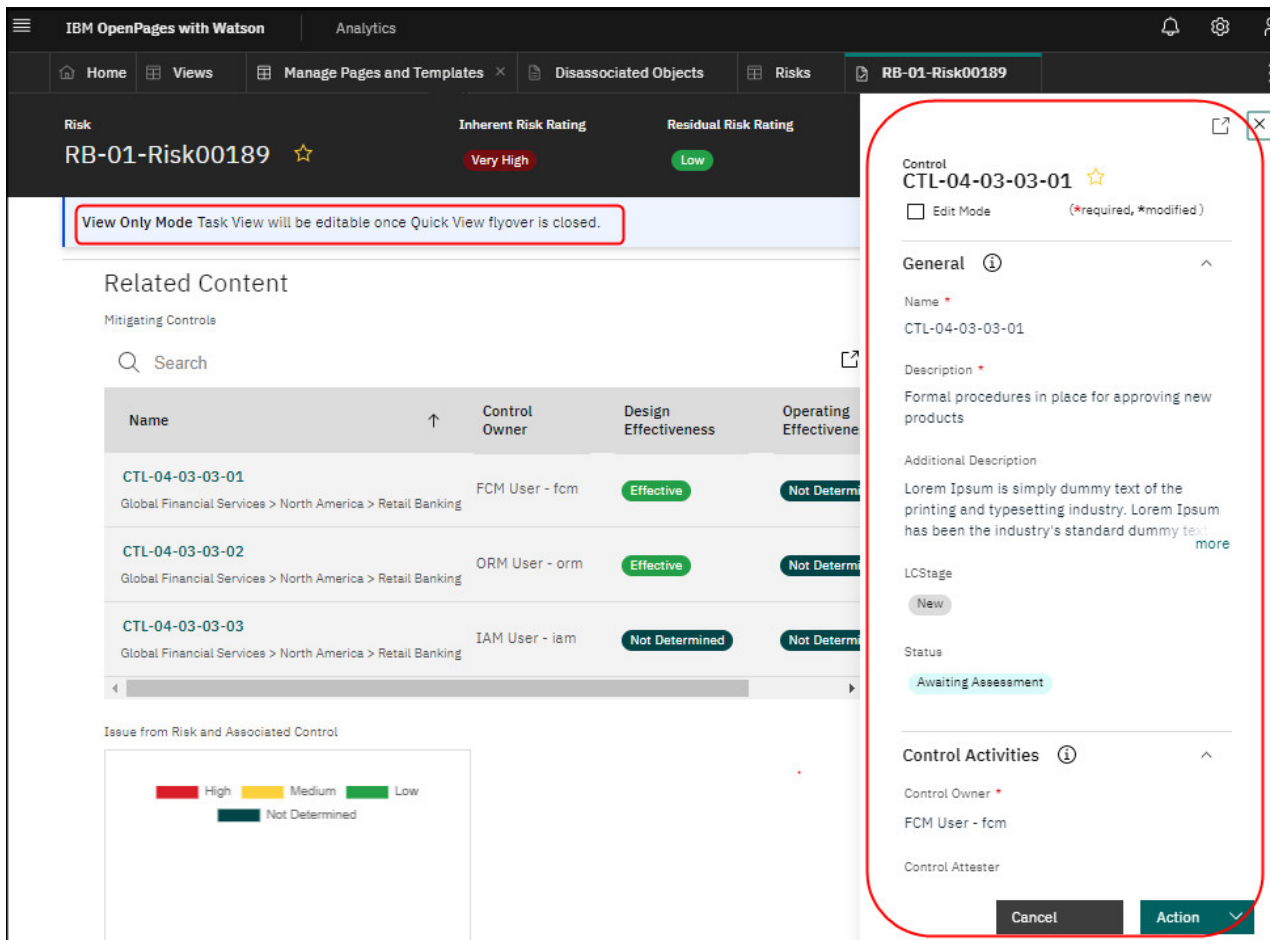 IBM OpenPages with Watson
Analytics
Home
Views
Manage Pages and Templates
Disassociated Objects
Risks
RB-01-Risk00189
Risk
RB-01-Risk00189
Inherent Risk Rating
Very High
Residual Risk Rating
Low
View Only Mode Task View will be editable once Quick View flyover is closed.
Related Content
Mitigating Controls
Search
Name
Control
Owner
Design
Effectiveness
Operating
CTL-04-03-03-01
Global Financial Services > North America > Retail Banking
FCM User - fcm
Effective
Not
CTL-04-03-03-02
Global Financial Services > North America > Retail Banking
ORM User - orm
Effective
Not
CTL-04-03-03-03
Global Financial Services > North America > Retail Banking
IAM User - iam
Not Determined
Not
Issue from Risk and Associated Control
High Medium Low
Not Determined
Control
CTL-04-03-03-01
Edit Mode
(*required, *modified)
General
Name *
CTL-04-03-03-01
Description *
Formal procedures in place for approving new
products
Additional Description
Lorem Ipsum is simply dummy text of the
printing and typesetting industry. Lorem Ipsum
has been the industry's standard dummy text
more
LCStage
New
Status
Awaiting Assessment
Control Activities
Control Owner *
FCM User - fcm
Control Attester
Cancel
Action